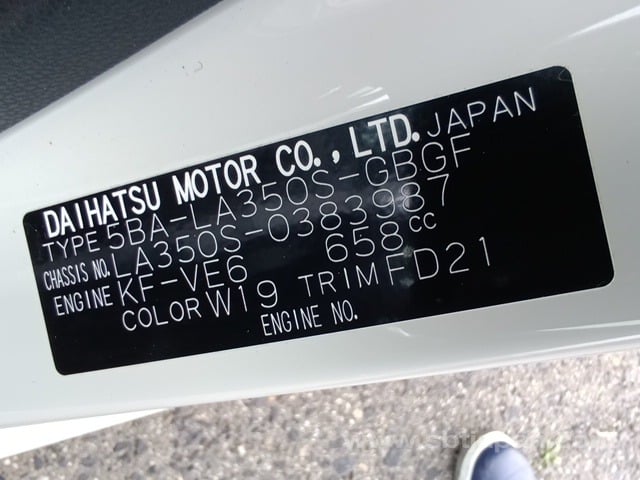 DAIHATSU MOTOR CO., LTD. JAPAN
TYPE 5BA-LA350S-GBGF
CHASSIS NO. LA350S-0383987
ENGINE KF-VE6 658cc
COLOR W19 TRIM FD21
ENGINE NO.